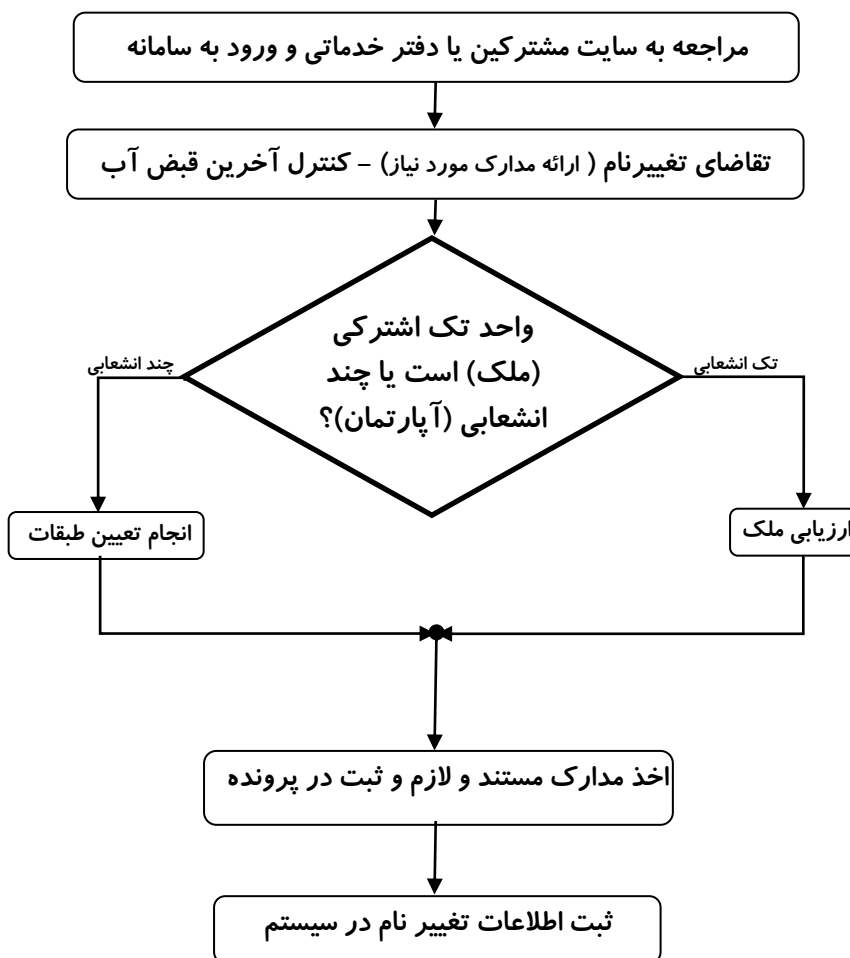 مراجعه به سایت مشترکین یا دفتر خدماتی و ورود به سامانه
تقاضای تغییرنام ( ارائه مدارک مورد نیاز) – کنترل آخرین قبض آب
واحد تک اشترکی
(ملک) است یا چند
انشعابی (آپارتمان)؟
تک انشعابی
چند انشعابی
ارزیابی ملک
انجام تعیین طبقات
اخذ مدارک مستند و لازم و ثبت در پرونده
ثبت اطلاعات تغییر نام در سیستم